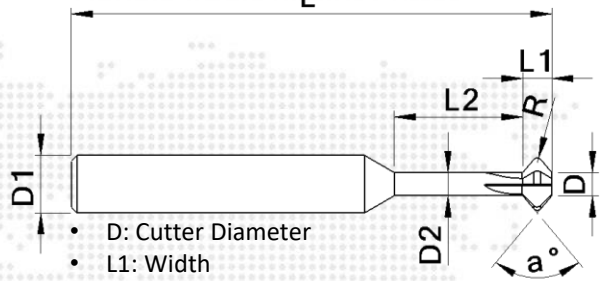 L
L1
L2
R
D1
D
D2
a°
• D: Cutter Diameter
• L1: Width